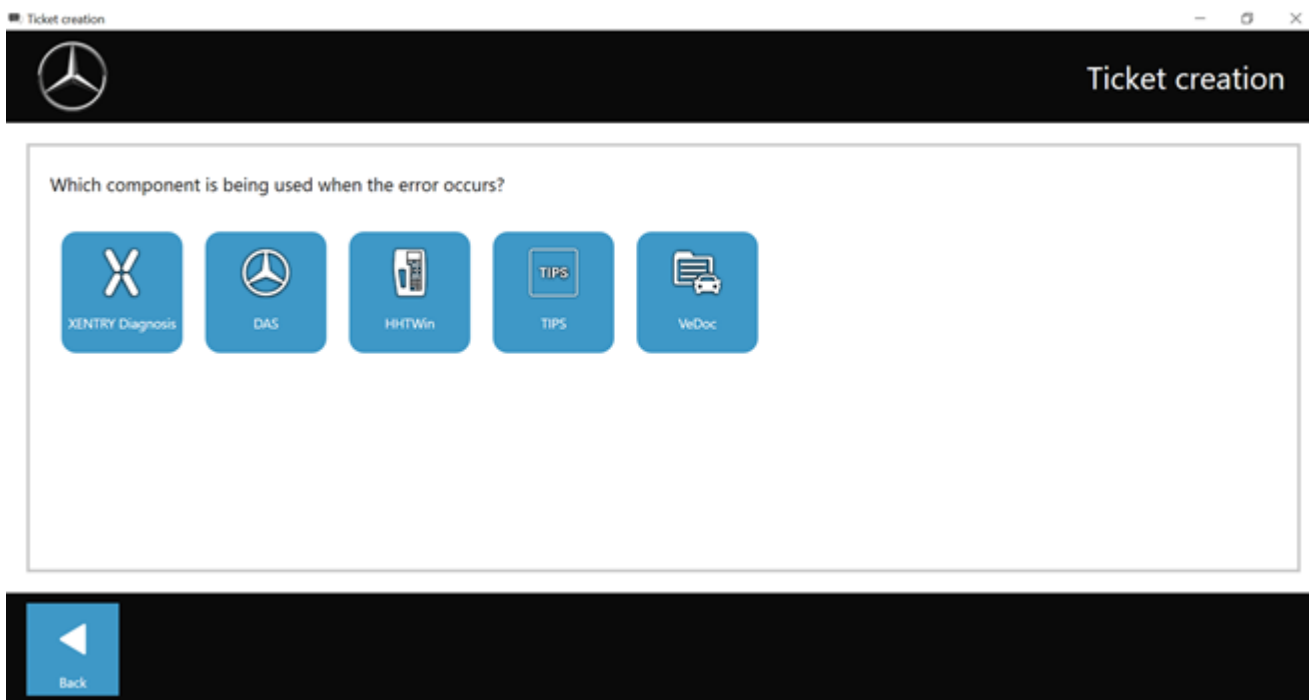 Ticket creation
Ticket creation
Which component is being used when the error occurs?
TIPS
XENTRY Diagnosis DAS HHTWin TIPS VeDoc
Back